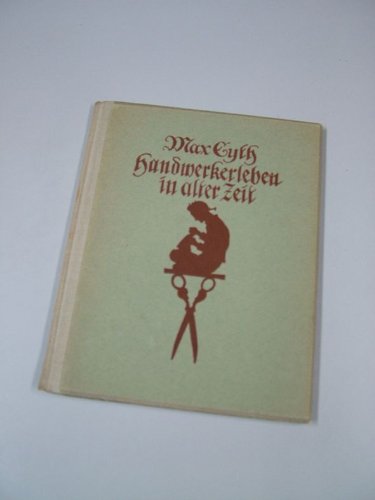 Max Eyth
Handwerkerleben
in alter Zeit